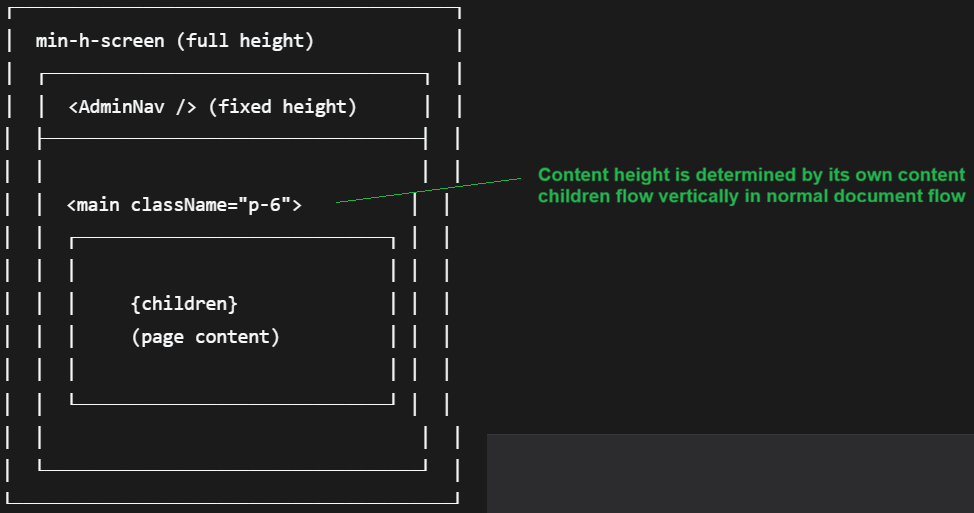 min-h-screen (full height)
<AdminNav /> (fixed height)
Content height is determined by its own content
children flow vertically in normal document flow
<main className="p-6">
{children}
(page content)